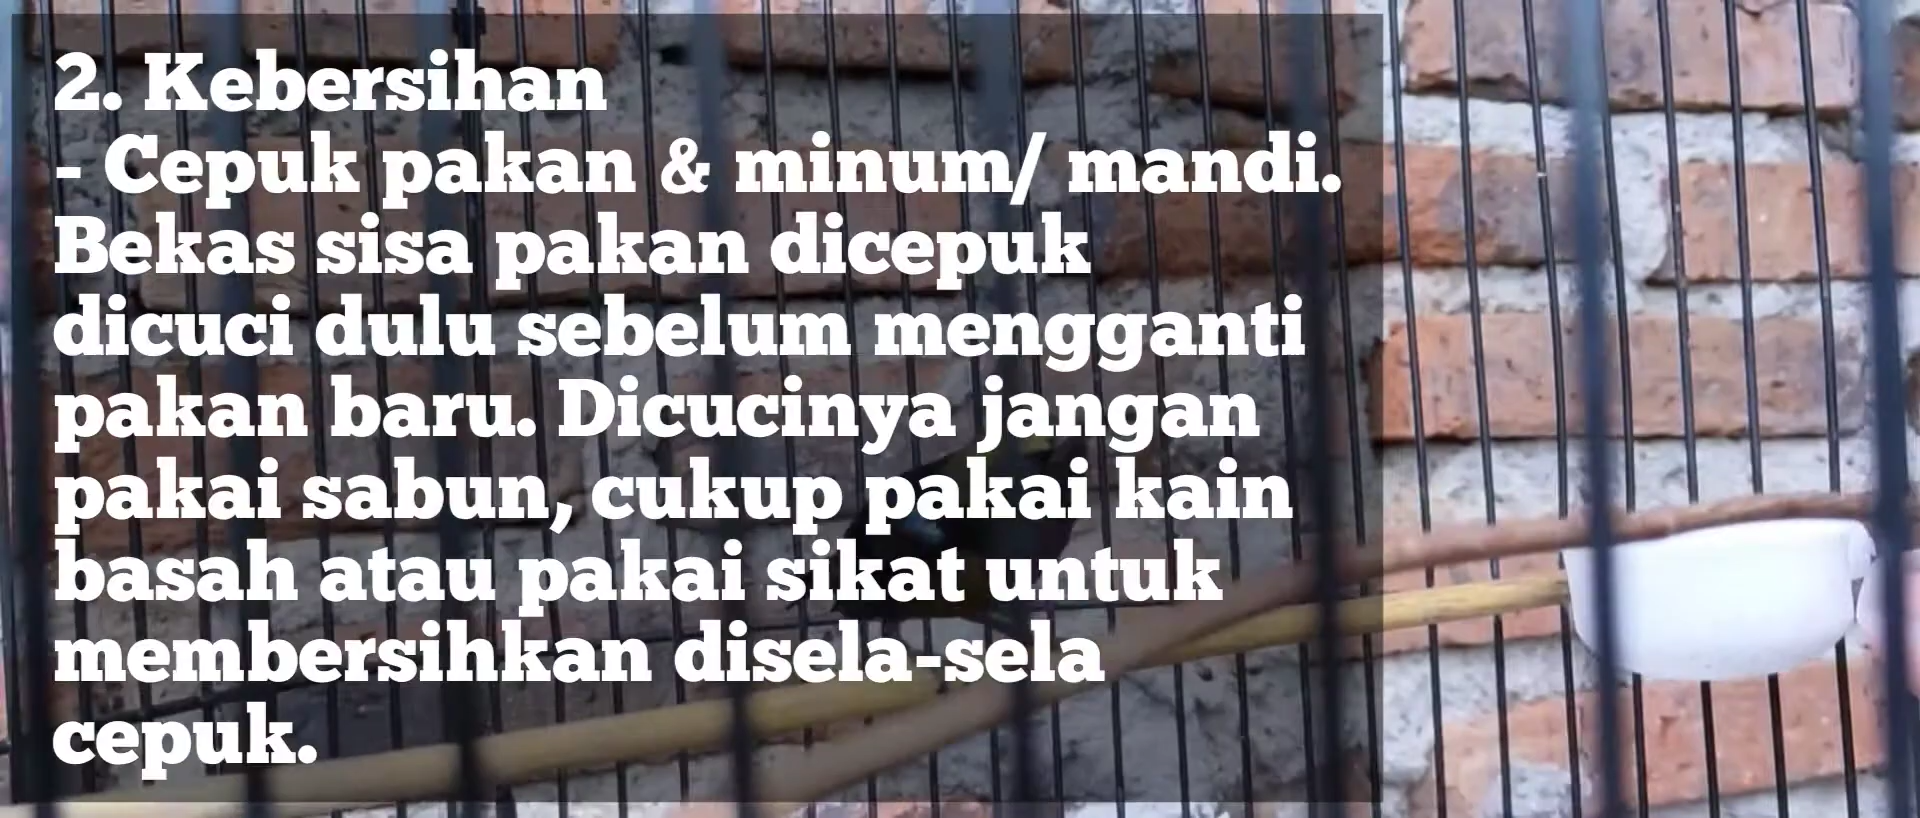 2. Kebersihan
- Cepuk pakan & minum/ mandi.
Bekas sisa pakan dicepuk
dicuci dulu sebelum mengganti
pakan baru. Dicucinya jangan
pakai sabun, cukup pakai kain
basah atau pakai sikat untuk
membersihkan disela-sela
cepuk.